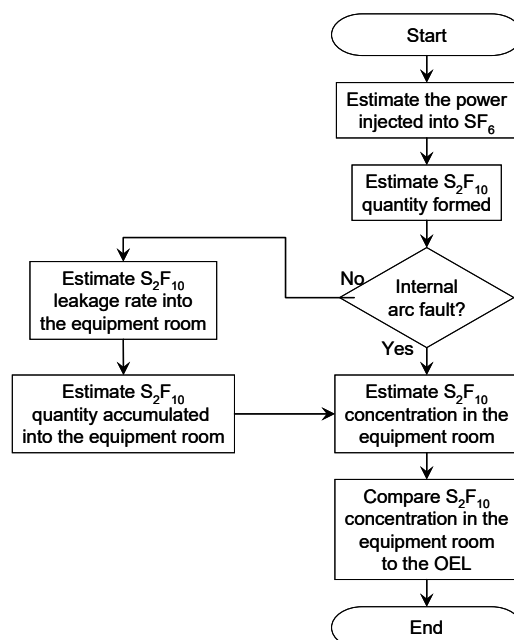 Start
Estimate the power
injected into SF₆
Estimate S₂F₁₀
quantity formed
Internal
arc fault?
No
Yes
Estimate S₂F₁₀
leakage rate into
the equipment room
Estimate S₂F₁₀
quantity accumulated
into the equipment room
Estimate S₂F₁₀
concentration in the
equipment room
Compare S₂F₁₀
concentration in the
equipment room
to the OEL
End